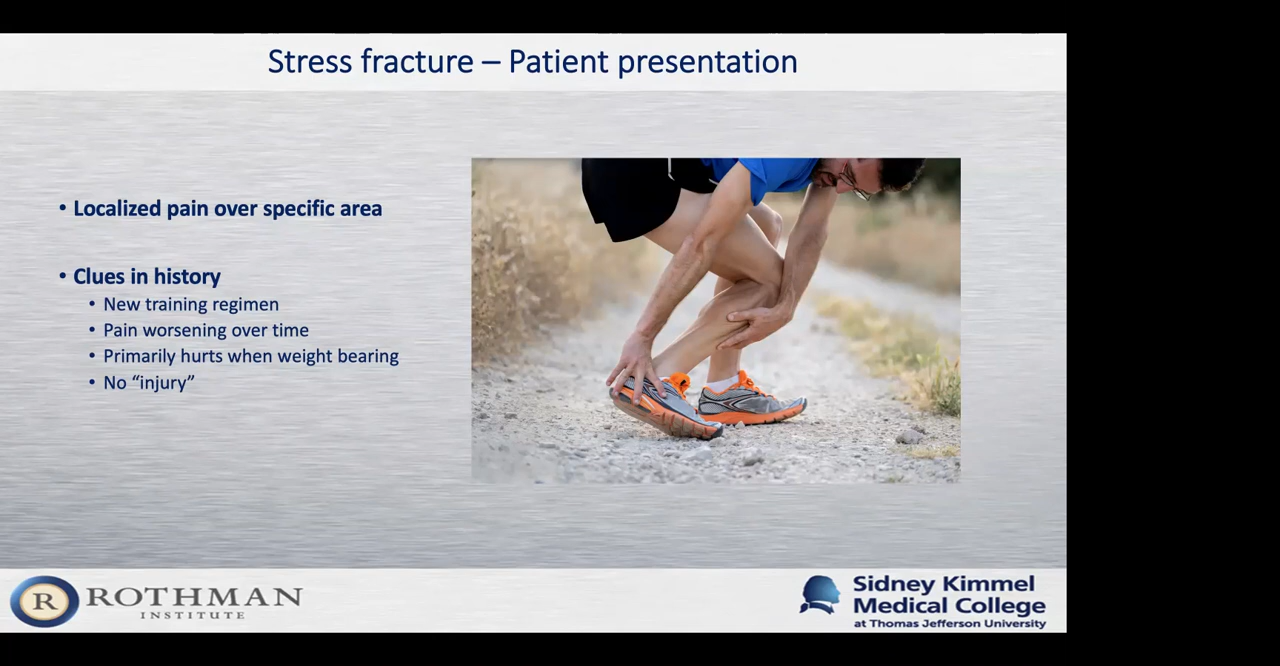 Stress fracture – Patient presentation
• Localized pain over specific area
• Clues in history
• New training regimen
• Pain worsening over time
• Primarily hurts when weight bearing
• No “injury”
R ROTHMAN
INSTITUTE
Sidney Kimmel
Medical College
at Thomas Jefferson University